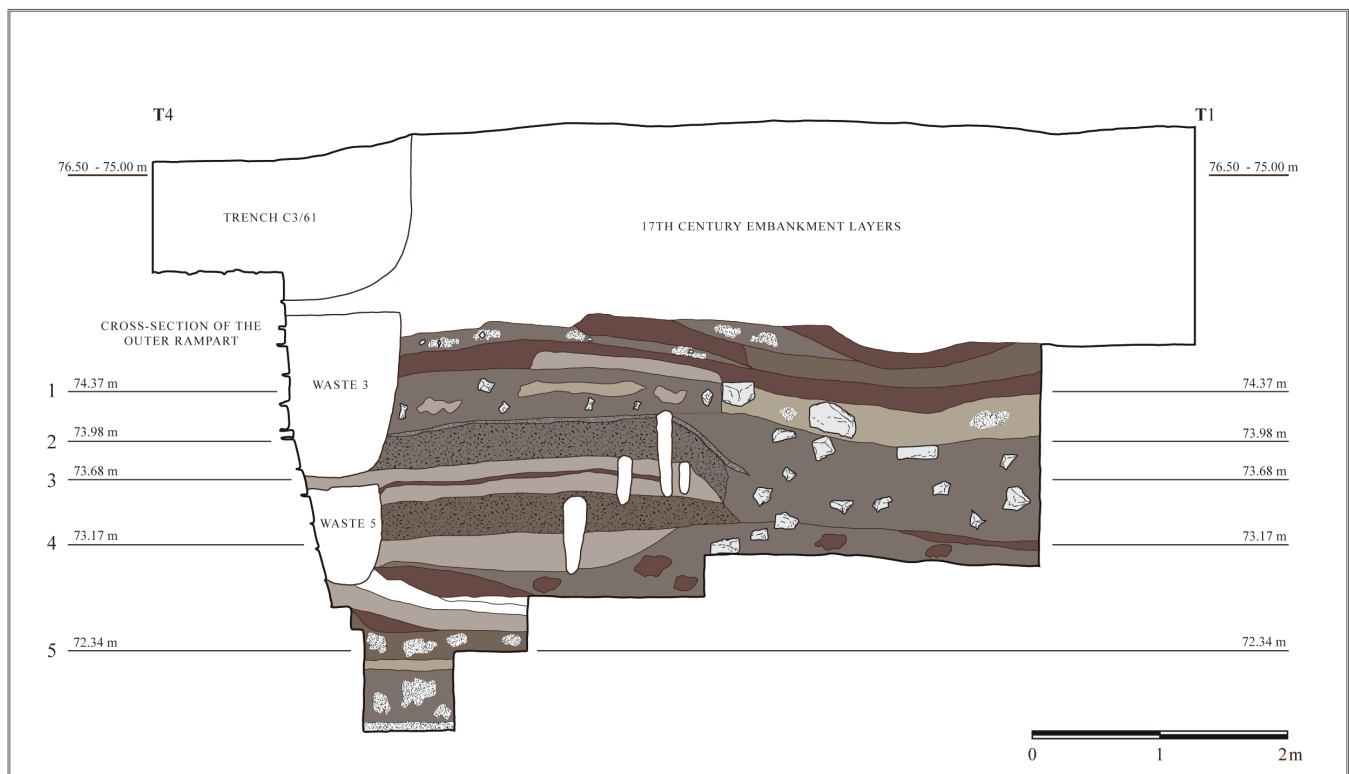 T4
T1
76.50 - 75.00 m
76.50 - 75.00 m
TRENCH C3/61
17TH CENTURY EMBANKMENT LAYERS
CROSS-SECTION OF THE
OUTER RAMPART
WASTE 3
1
74.37 m
74.37 m
2
73.98 m
73.98 m
3
73.68 m
73.68 m
WASTE 5
4
73.17 m
73.17 m
5
72.34 m
72.34 m
0
1
2m